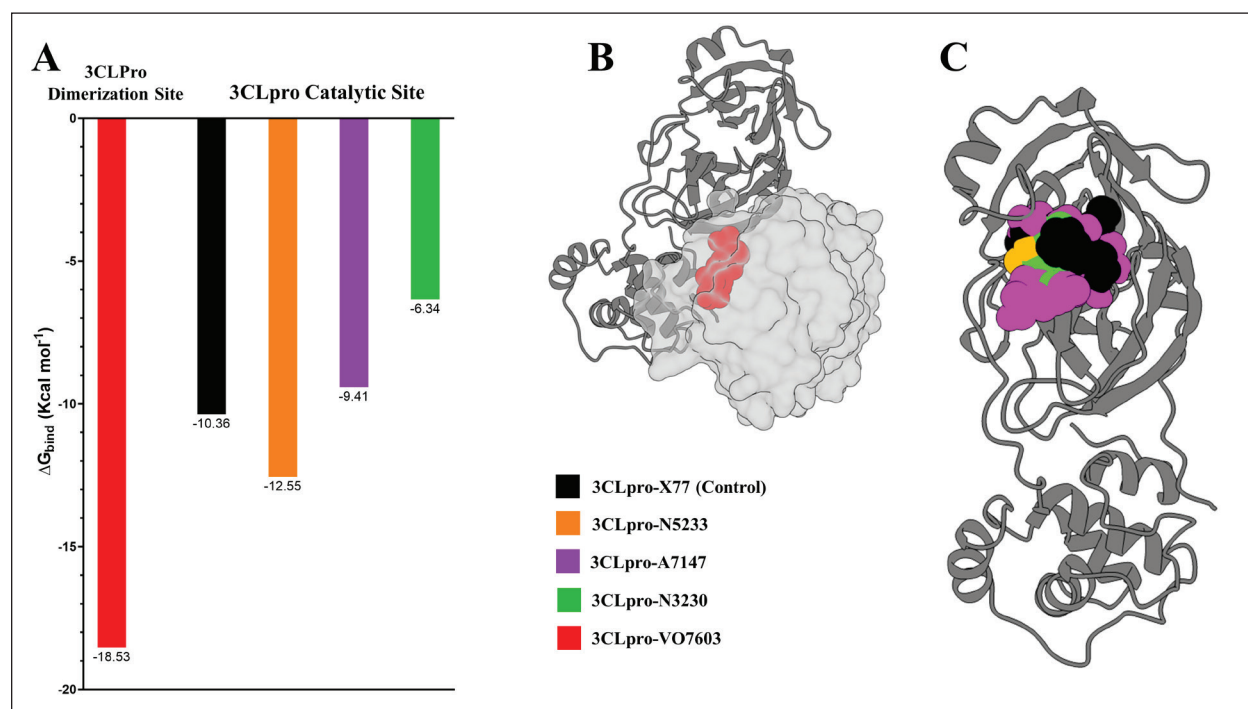 A
B
C
3CLPro
Dimerization Site
3CLpro Catalytic Site
0
-5
-10
-15
-20
ΔGbind (Kcal mol-1)
-18.53
-10.36
-12.55
-9.41
-6.34
3CLpro-X77 (Control)
3CLpro-N5233
3CLpro-A7147
3CLpro-N3230
3CLpro-VO7603